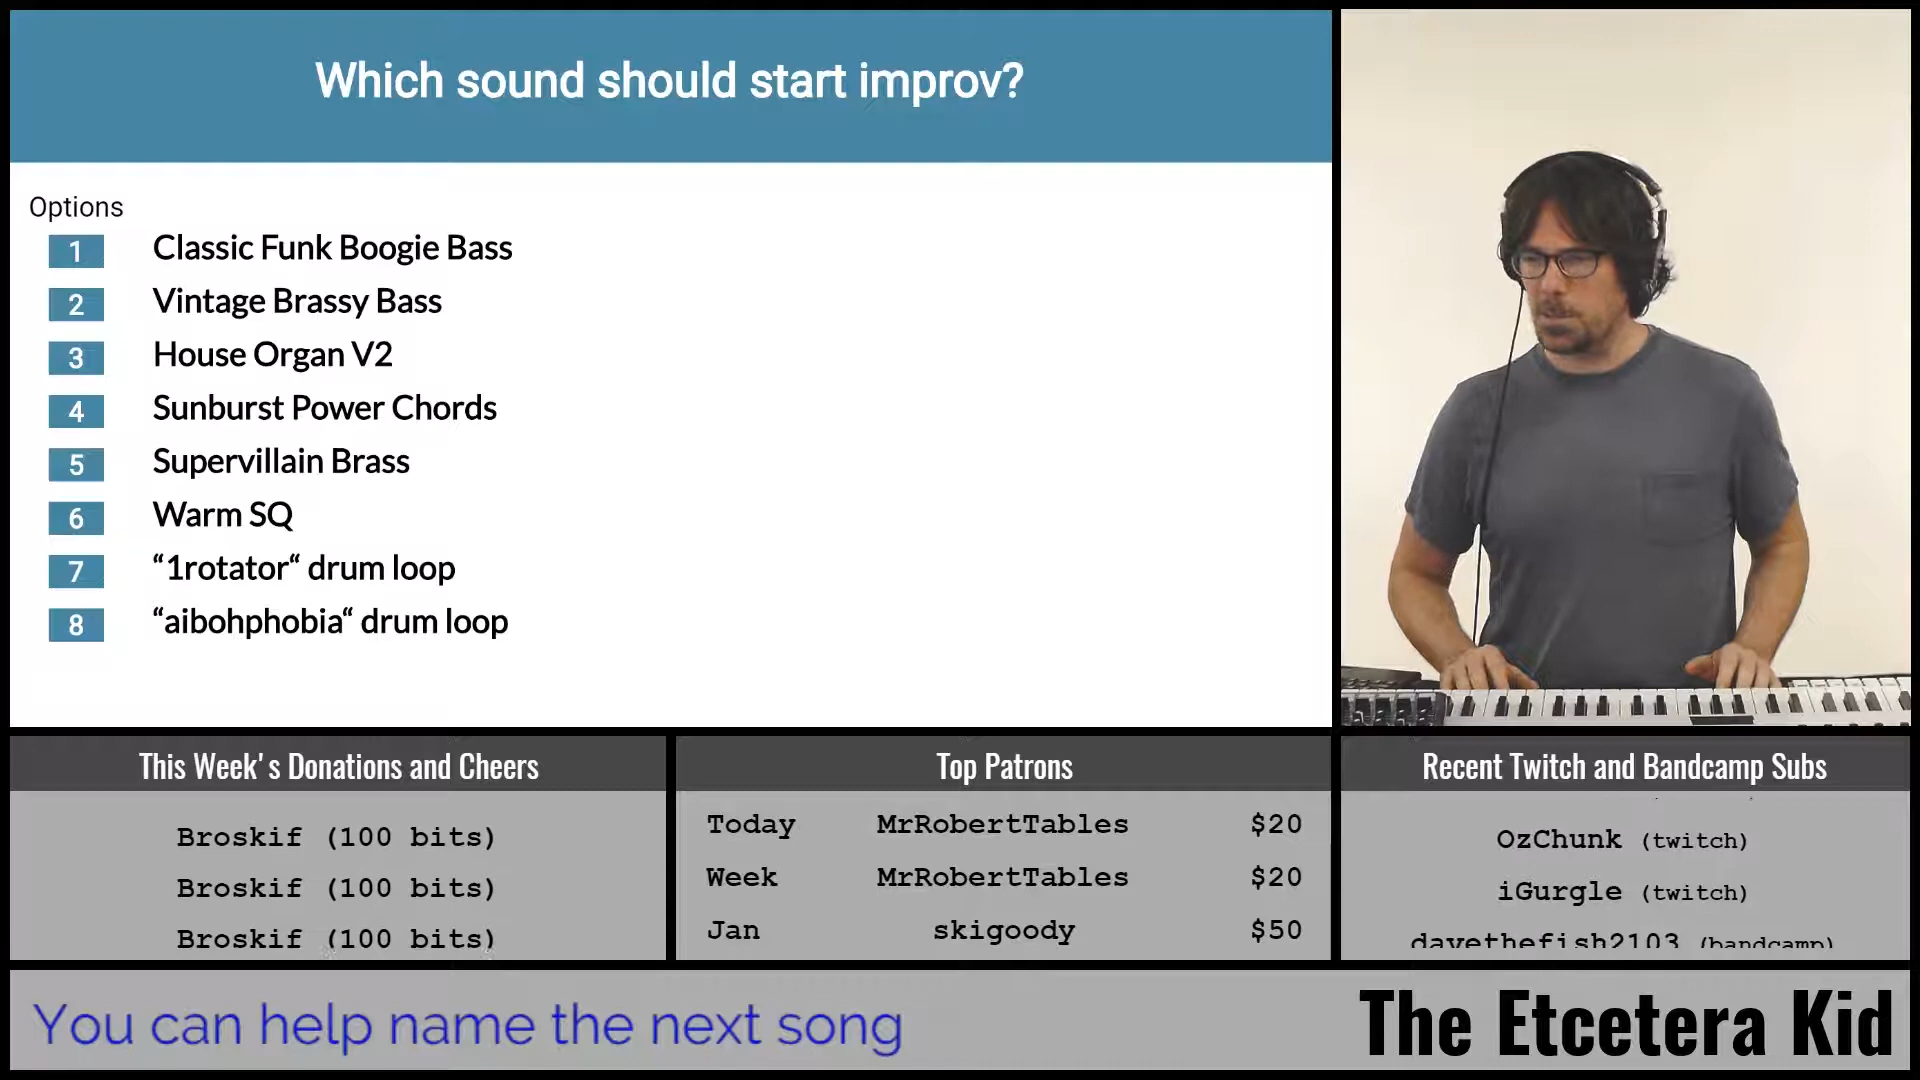 Which sound should start improv?
Options
1 Classic Funk Boogie Bass
2 Vintage Brassy Bass
3 House Organ V2
4 Sunburst Power Chords
5 Supervillain Brass
6 Warm SQ
7 “1rotator“ drum loop
8 “aibohphobia“ drum loop
This Week's Donations and Cheers
Broskif (100 bits)
Broskif (100 bits)
Broskif (100 bits)
Top Patrons
Today MrRobertTables $20
Week MrRobertTables $20
Jan skigoody $50
Recent Twitch and Bandcamp Subs
OzChunk (twitch)
iGurgle (twitch)
davethefish2103 (bandcamp)
You can help name the next song
The Etcetera Kid